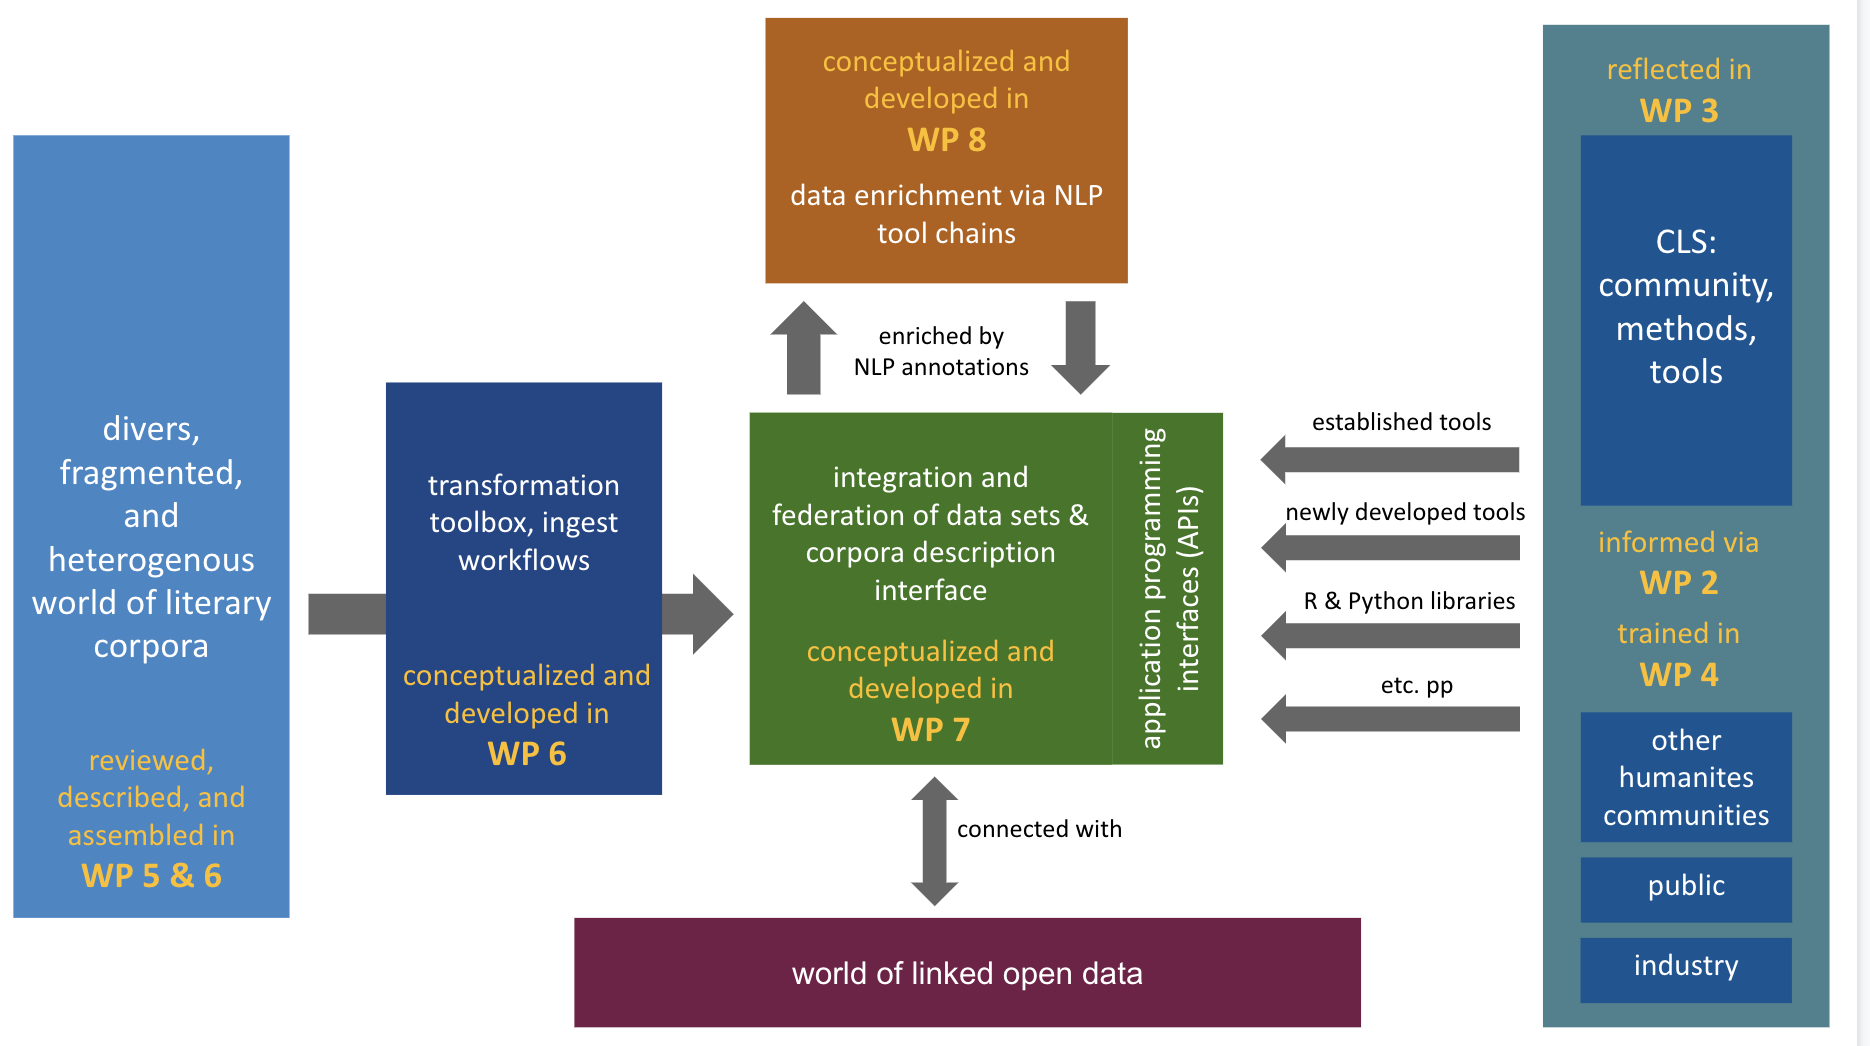 divers,
fragmented,
and
heterogenous
world of literary
corpora
reviewed,
described, and
assembled in
WP 5 & 6
transformation
toolbox, ingest
workflows
conceptualized and
developed in
WP 6
conceptualized and
developed in
WP 8
data enrichment via NLP
tool chains
enriched by
NLP annotations
integration and
federation of data sets &
corpora description
interface
conceptualized and
developed in
WP 7
application programming
interfaces (APIs)
connected with
world of linked open data
established tools
newly developed tools
R & Python libraries
etc. pp
reflected in
WP 3
CLS:
community,
methods,
tools
informed via
WP 2
trained in
WP 4
other
humanites
communities
public
industry